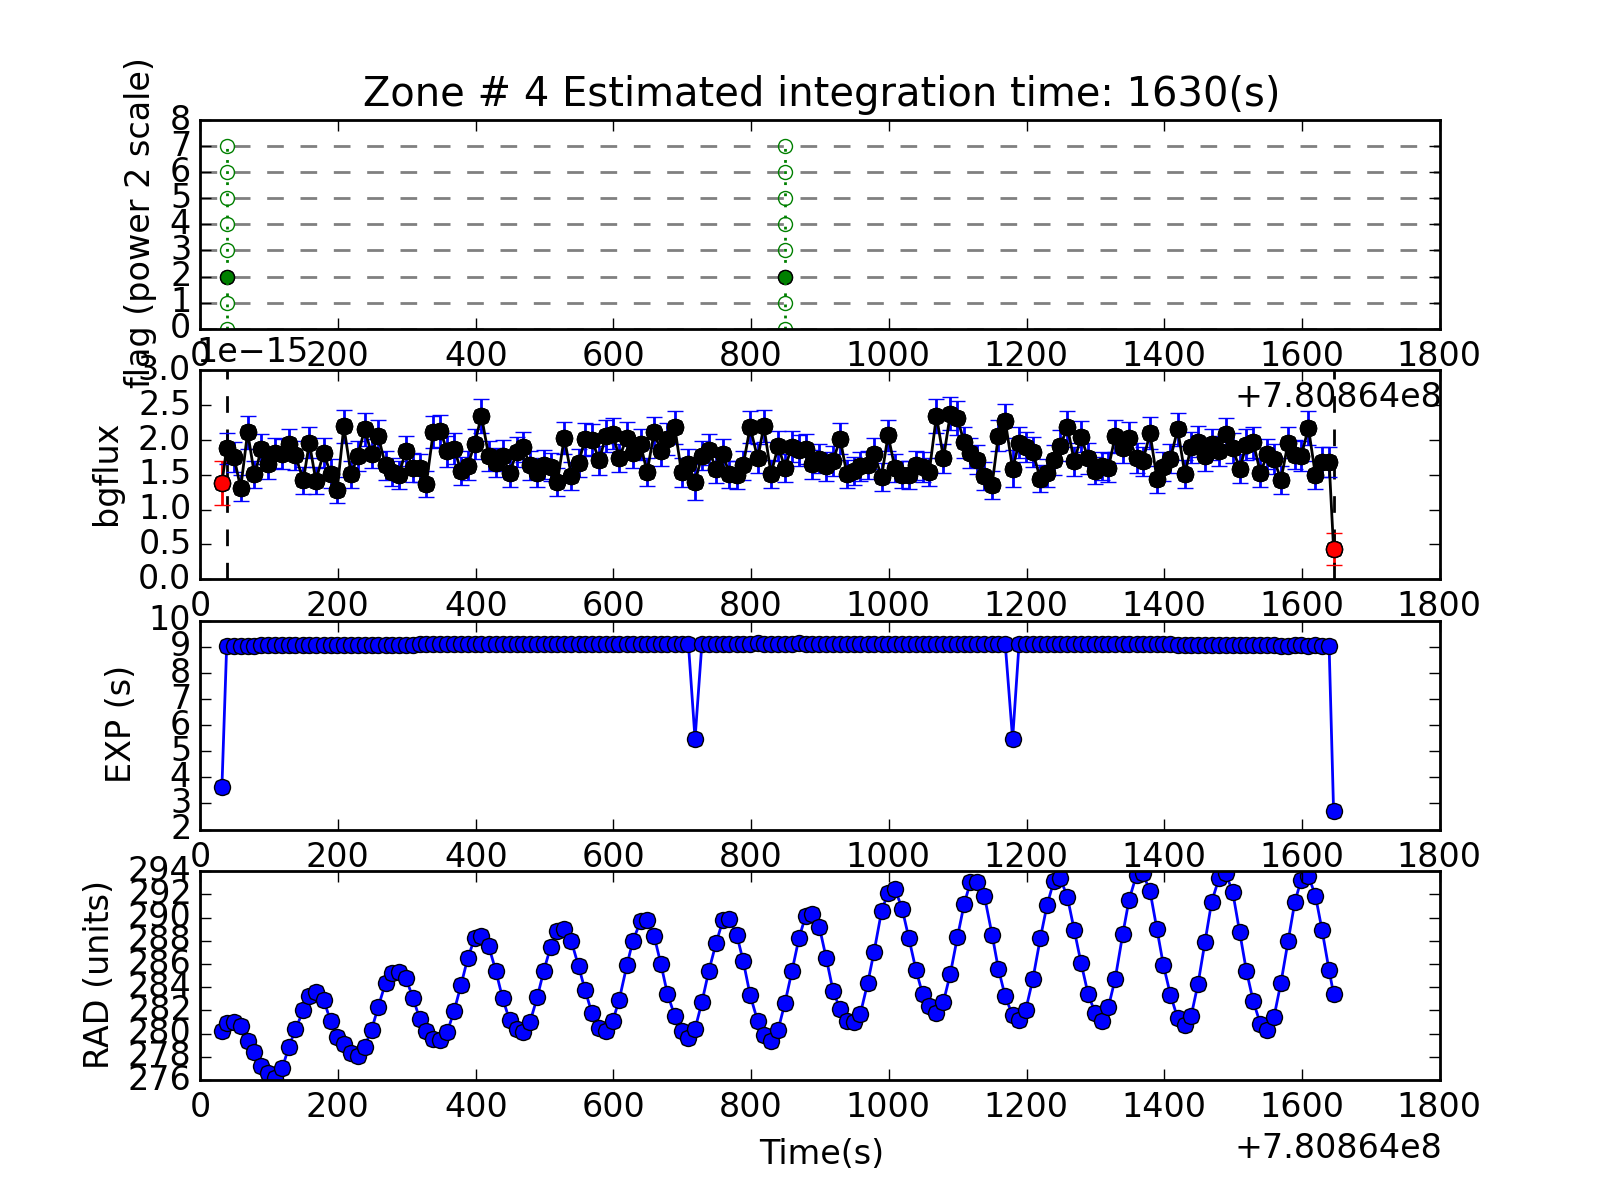 Zone # 4 Estimated integration time: 1630(s)
flag (power 2 scale)
8
7
6
5
4
3
2
1
0
0 200 400 600 800 1000 1200 1400 1600 1800
+7.80864e8
1e−15
bgflux
3.0
2.5
2.0
1.5
1.0
0.5
0.0
0 200 400 600 800 1000 1200 1400 1600 1800
EXP (s)
10
9
8
7
6
5
4
3
2
0 200 400 600 800 1000 1200 1400 1600 1800
RAD (units)
294
292
290
288
286
284
282
280
278
276
0 200 400 600 800 1000 1200 1400 1600 1800
Time(s)
+7.80864e8